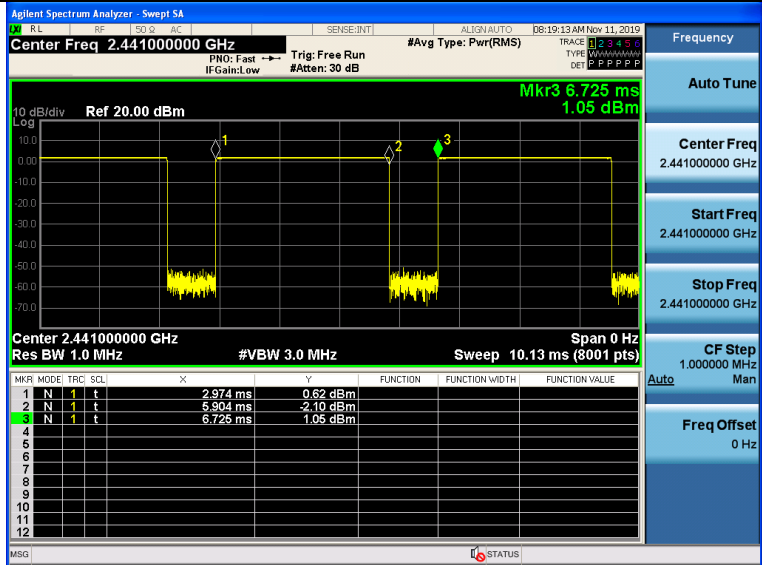 Agilent Spectrum Analyzer - Swept SA
LXI RL RF 50 Ω AC SENSE:INT ALIGN AUTO 08:19:13 AM Nov 11, 2019
Center Freq 2.441000000 GHz #Avg Type: Pwr(RMS) TRACE 1 2 3 4 5 6
PNO: Fast Trig: Free Run TYPE WWWWWW
IFGain:Low #Atten: 30 dB DET P P P P P P
Frequency
Auto Tune
Mkr3 6.725 ms
1.05 dBm
10 dB/div Ref 20.00 dBm
Log
10.0
0.00
-10.0
-20.0
-30.0
-40.0
-50.0
-60.0
-70.0
1
2
3
Center 2.441000000 GHz Span 0 Hz
Res BW 1.0 MHz #VBW 3.0 MHz Sweep 10.13 ms (8001 pts)
Center Freq
2.441000000 GHz
Start Freq
2.441000000 GHz
Stop Freq
2.441000000 GHz
CF Step
1.000000 MHz
Auto Man
Freq Offset
0 Hz
MKR MODE TRC SCL X Y FUNCTION FUNCTION WIDTH FUNCTION VALUE
1 N 1 t 2.974 ms 0.62 dBm
2 N 1 t 5.904 ms -2.10 dBm
3 N 1 t 6.725 ms 1.05 dBm
4
5
6
7
8
9
10
11
12
MSG STATUS